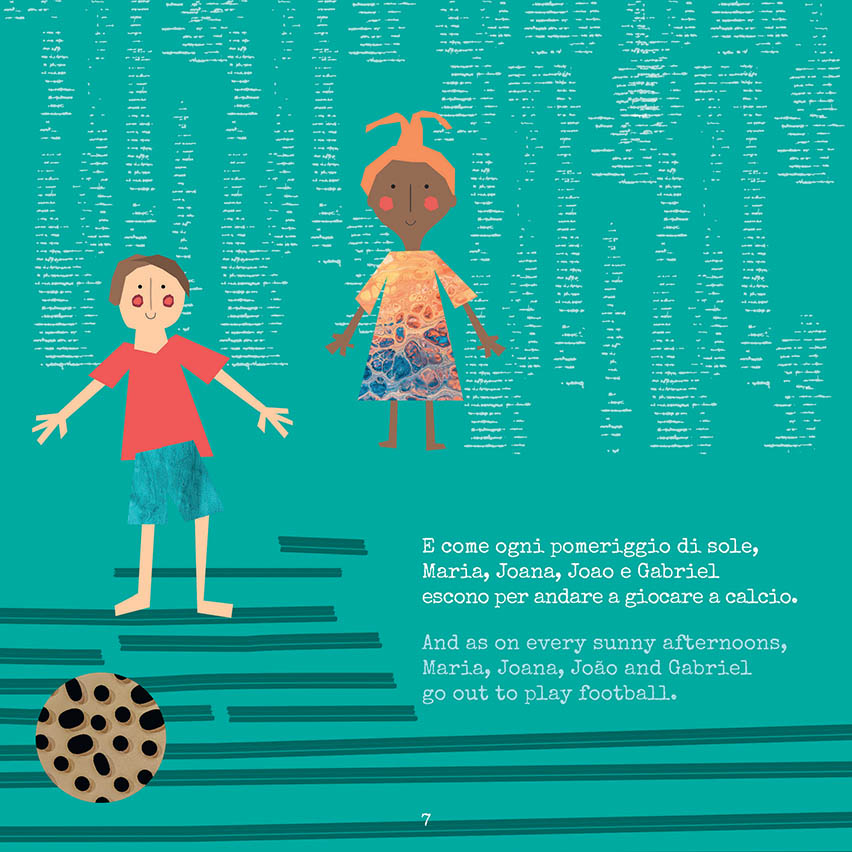 E come ogni pomeriggio di sole,
Maria, Joana, Joao e Gabriel
escono per andare a giocare a calcio.
And as on every sunny afternoons,
Maria, Joana, João and Gabriel
go out to play football.
7